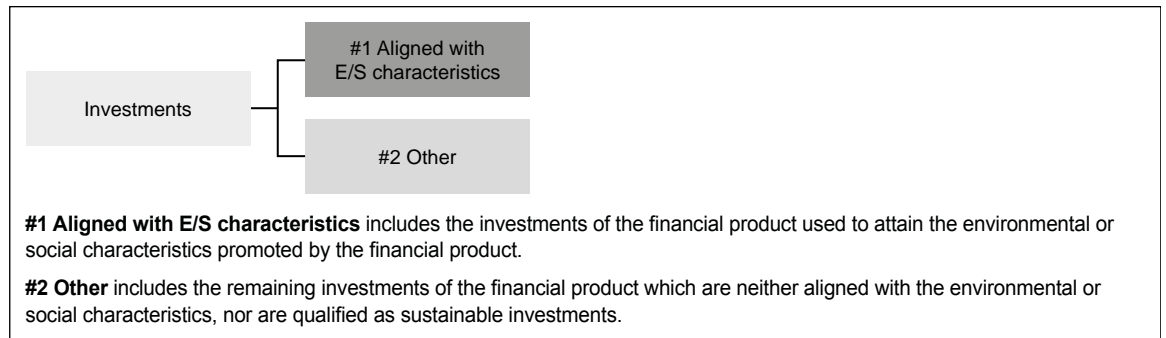 #1 Aligned with
E/S characteristics
Investments
#2 Other
#1 Aligned with E/S characteristics includes the investments of the financial product used to attain the environmental or
social characteristics promoted by the financial product.
#2 Other includes the remaining investments of the financial product which are neither aligned with the environmental or
social characteristics, nor are qualified as sustainable investments.